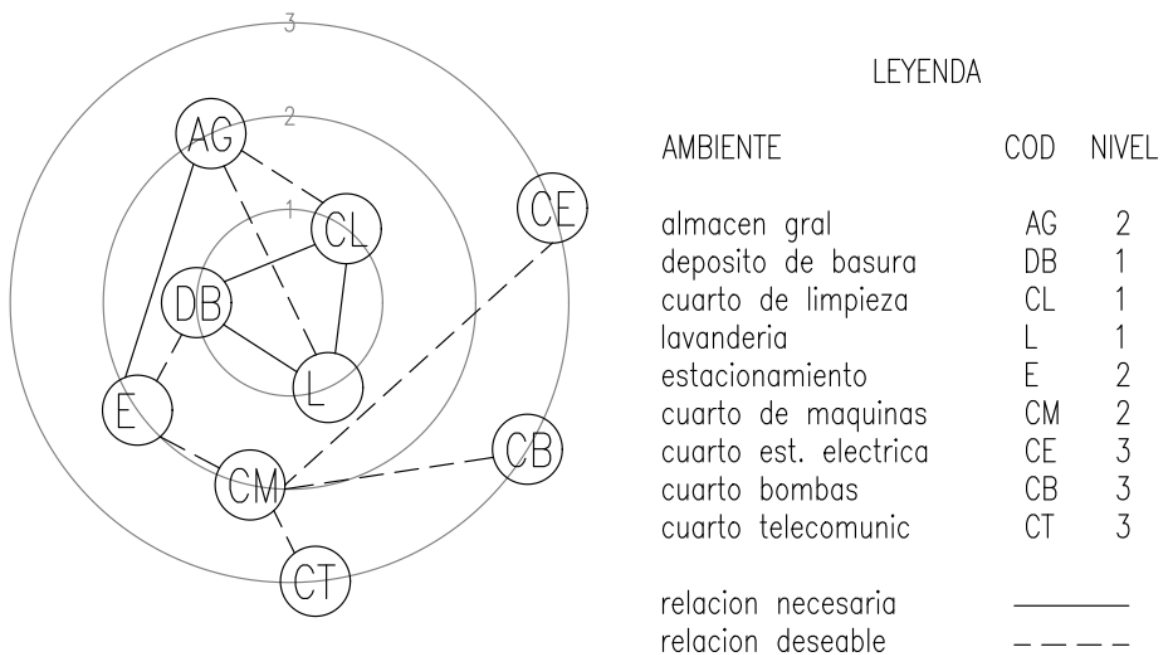 3
2
1
AG
CL
CE
DB
L
E
CM
CB
CT
LEYENDA
AMBIENTE COD NIVEL
almacen gral AG 2
deposito de basura DB 1
cuarto de limpieza CL 1
lavanderia L 1
estacionamiento E 2
cuarto de maquinas CM 2
cuarto est. electrica CE 3
cuarto bombas CB 3
cuarto telecomunic CT 3
relacion necesaria
relacion deseable